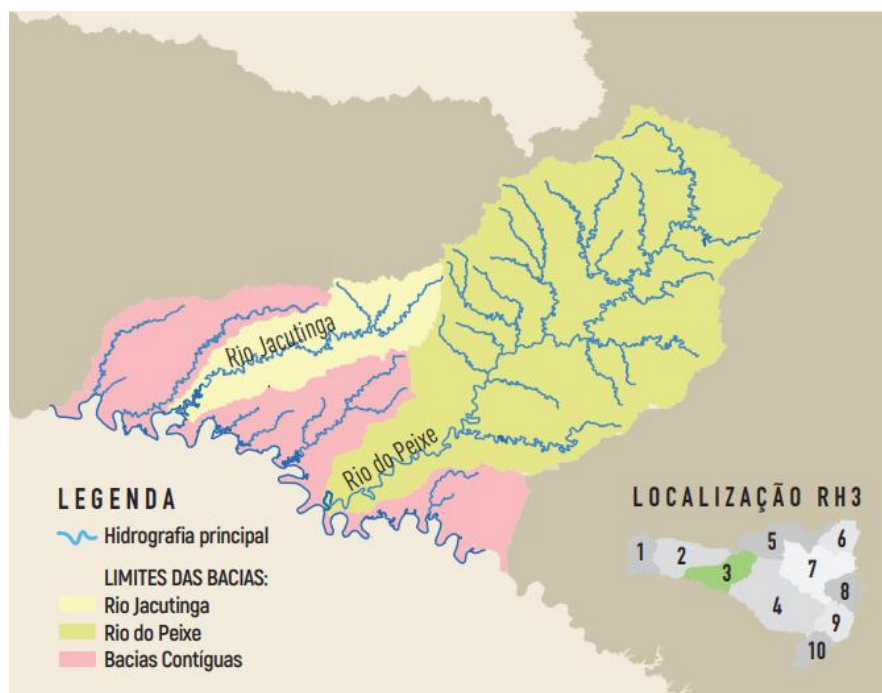 Rio Jacutinga
Rio do Peixe
LEGENDA
Hidrografia principal
LIMITES DAS BACIAS:
Rio Jacutinga
Rio do Peixe
Bacias Contíguas
LOCALIZAÇÃO RH3
1
2
3
4
5
6
7
8
9
10